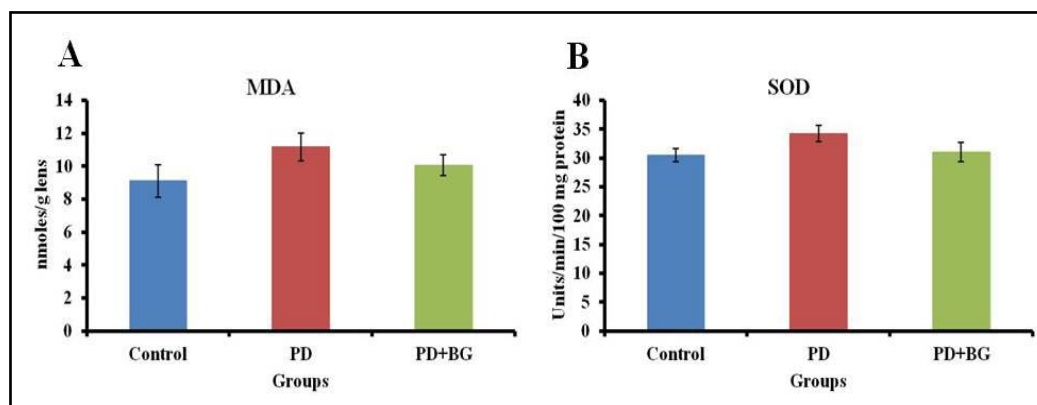 A
MDA
14
12
10
8
6
4
2
0
nmoles/g lens
Control PD PD+BG
Groups
B
SOD
40
35
30
25
20
15
10
5
0
Units/min/100 mg protein
Control PD PD+BG
Groups